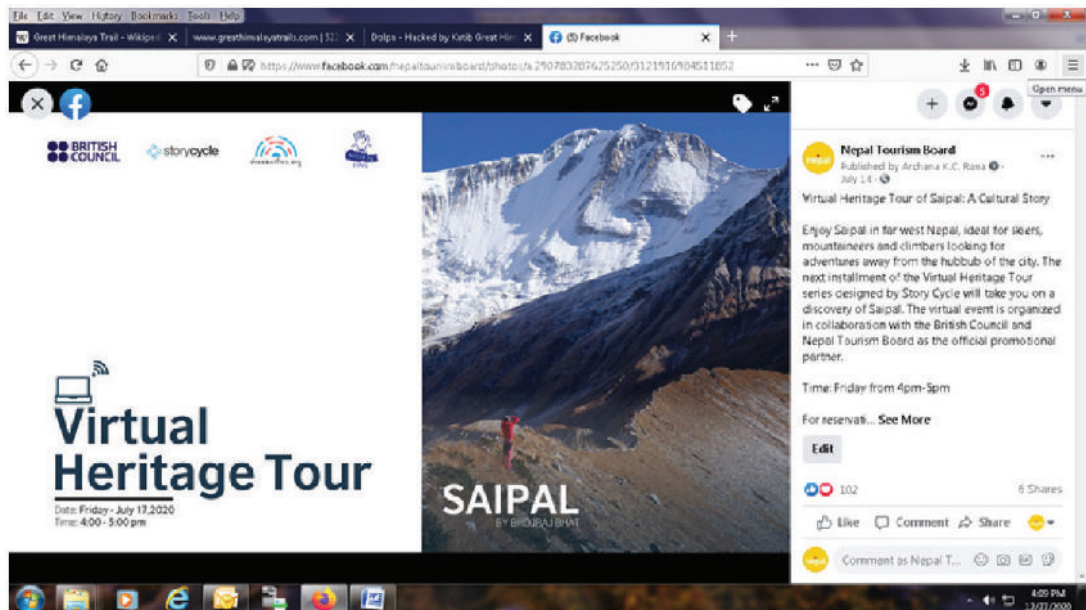 File Edit View History Bookmarks Tools Help
Great Himalaya Trail - Wikiped
www.greathimalayatrails.com | 52
Dolpa - Hacked by Katib Great Him
(5) Facebook
https://www.facebook.com/nepaltourismboard/photos/a.290783287625250/3121916984511852
Open menu
BRITISH
COUNCIL
storycycle
5
Nepal Tourism Board
Published by Archana K.C. Rana
July 14
Virtual Heritage Tour of Saipal: A Cultural Story
Enjoy Saipal in far west Nepal, ideal for skiers,
mountaineers and climbers looking for
adventures away from the hubbub of the city. The
next installment of the Virtual Heritage Tour
series designed by Story Cycle will take you on a
discovery of Saipal. The virtual event is organized
in collaboration with the British Council and
Nepal Tourism Board as the official promotional
partner.
Time: Friday from 4pm-5pm
For reservati... See More
Edit
102
6 Shares
Like Comment Share
Comment as Nepal T...
Virtual
Heritage Tour
Date: Friday - July 17,2020
Time: 4:00 - 5:00 pm
SAIPAL
BY BHOJRAJ BHAT
4:09 PM